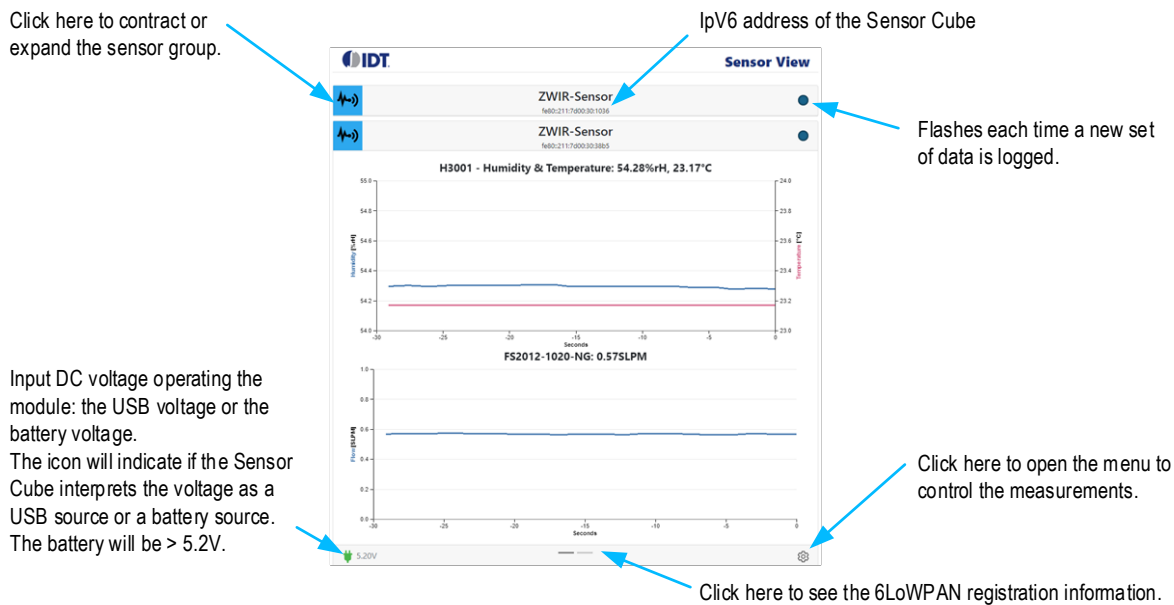 Click here to contract or
expand the sensor group.
IpV6 address of the Sensor Cube
IDT.
Sensor View
ZWIR-Sensor
fe80::211:7d00:30:1036
ZWIR-Sensor
fe80::211:7d00:30:38b5
Flashes each time a new set
of data is logged.
H3001 - Humidity & Temperature: 54.28%rH, 23.17°C
55.0
54.8
54.6
54.4
54.2
54.0
Humidity [%rH]
24.0
23.8
23.6
23.4
23.2
23.0
Temperature [°C]
-30
-25
-20
-15
-10
-5
0
Seconds
FS2012-1020-NG: 0.57SLPM
1.0
0.8
0.6
0.4
0.2
0.0
Flow [SLPM]
-30
-25
-20
-15
-10
-5
0
Seconds
Input DC voltage operating the
module: the USB voltage or the
battery voltage.
The icon will indicate if the Sensor
Cube interprets the voltage as a
USB source or a battery source.
The battery will be > 5.2V.
Click here to open the menu to
control the measurements.
5.20V
Click here to see the 6LoWPAN registration information.